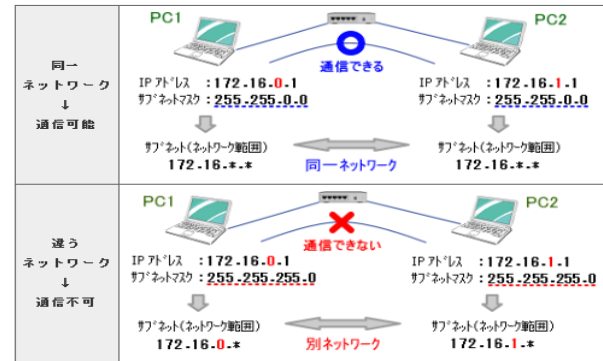 同一
ネットワーク
↓
通信可能
PC1
PC2
通信できる
IP アドレス :172.16.0.1
サブネットマスク:255.255.0.0
IP アドレス :172.16.1.1
サブネットマスク:255.255.0.0
サブネット(ネットワーク範囲)
172.16.*.*
同一ネットワーク
サブネット(ネットワーク範囲)
172.16.*.*
違う
ネットワーク
↓
通信不可
PC1
PC2
通信できない
IP アドレス :172.16.0.1
サブネットマスク:255.255.255.0
IP アドレス :172.16.1.1
サブネットマスク:255.255.255.0
サブネット(ネットワーク範囲)
172.16.0.*
別ネットワーク
サブネット(ネットワーク範囲)
172.16.1.*